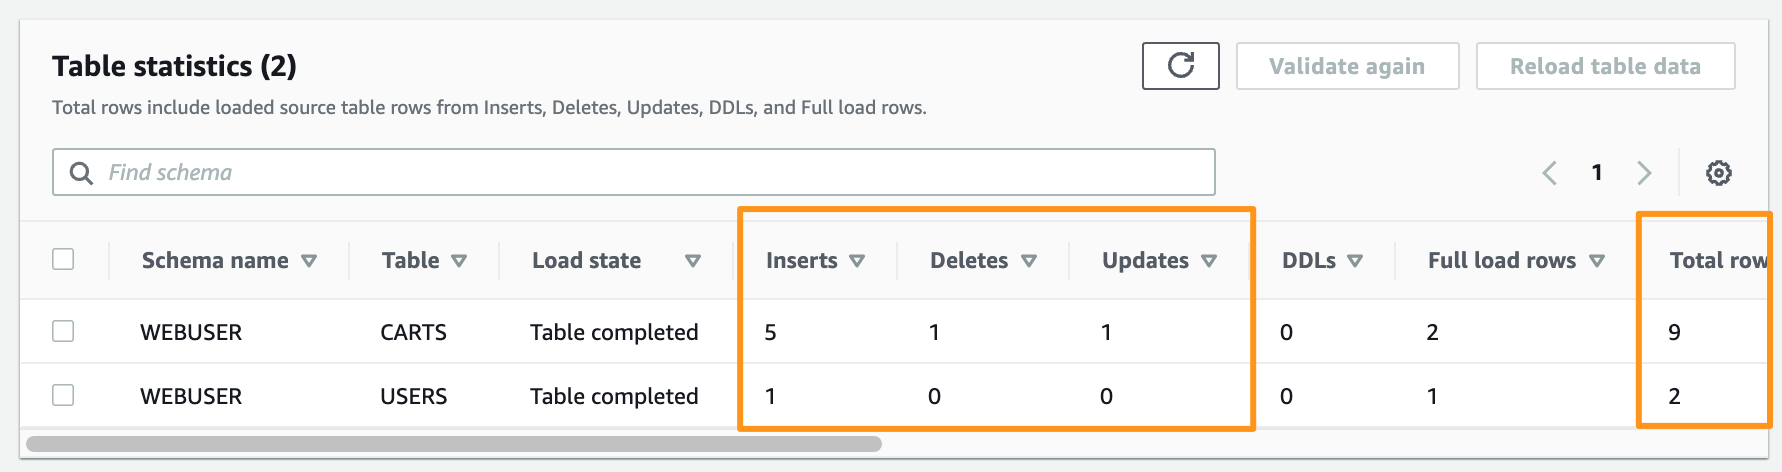 Table statistics (2)
Validate again
Reload table data
Total rows include loaded source table rows from Inserts, Deletes, Updates, DDLs, and Full load rows.
Find schema
1
Schema name Table Load state Inserts Deletes Updates DDLs Full load rows Total row
WEBUSER CARTS Table completed 5 1 1 0 2 9
WEBUSER USERS Table completed 1 0 0 0 1 2